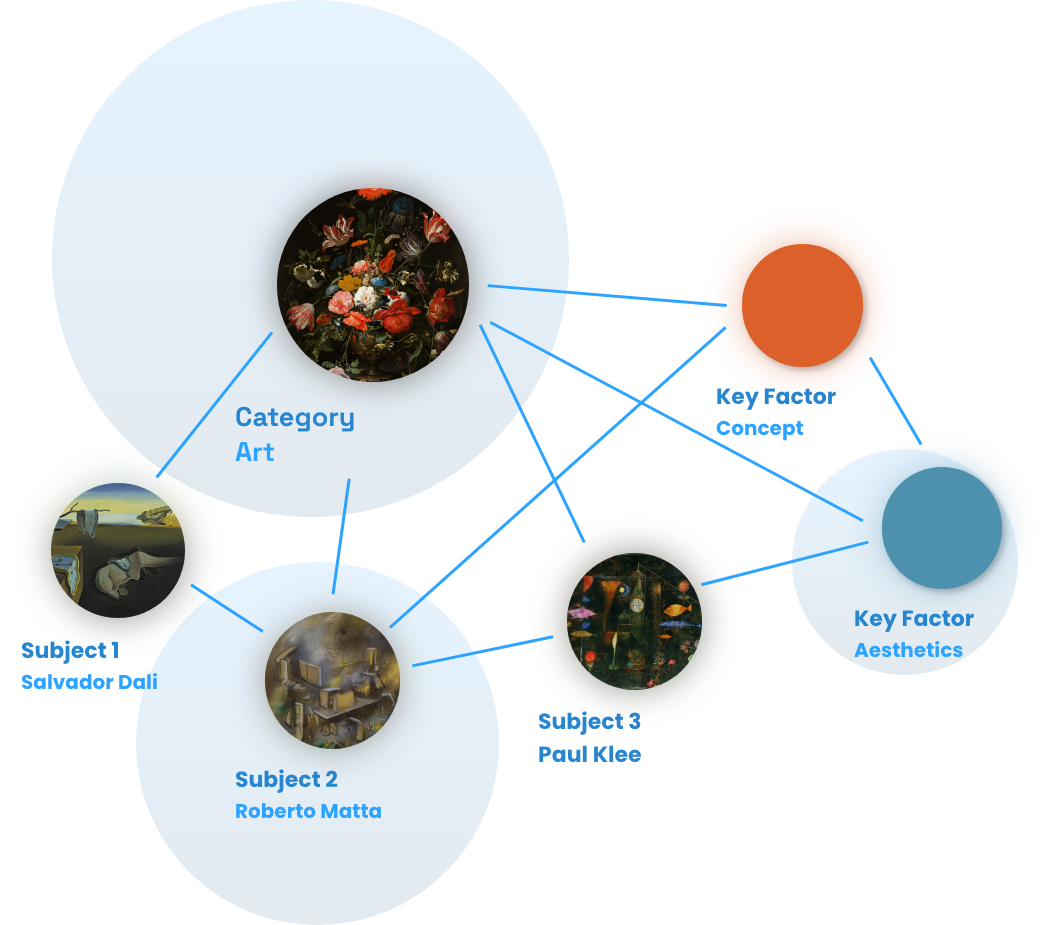 Category
Art
Key Factor
Concept
Subject 1
Salvador Dali
Key Factor
Aesthetics
Subject 2
Roberto Matta
Subject 3
Paul Klee